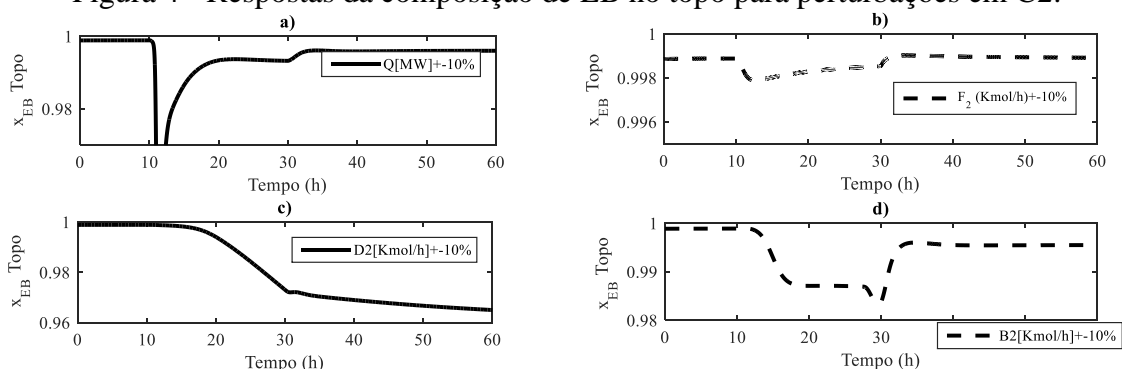 Figura 4 - Respostas da composição de EB no topo para perturbações em C2.
a)
1
0.98
x_EB Topo
Q[MW]+-10%
0 10 20 30 40 50 60
Tempo (h)
b)
1
0.998
0.996
x_EB Topo
F_2 (Kmol/h)+-10%
0 10 20 30 40 50 60
Tempo (h)
c)
1
0.98
0.96
x_EB Topo
D2[Kmol/h]+-10%
0 10 20 30 40 50 60
Tempo (h)
d)
1
0.99
0.98
x_EB Topo
B2[Kmol/h]+-10%
0 10 20 30 40 50 60
Tempo (h)